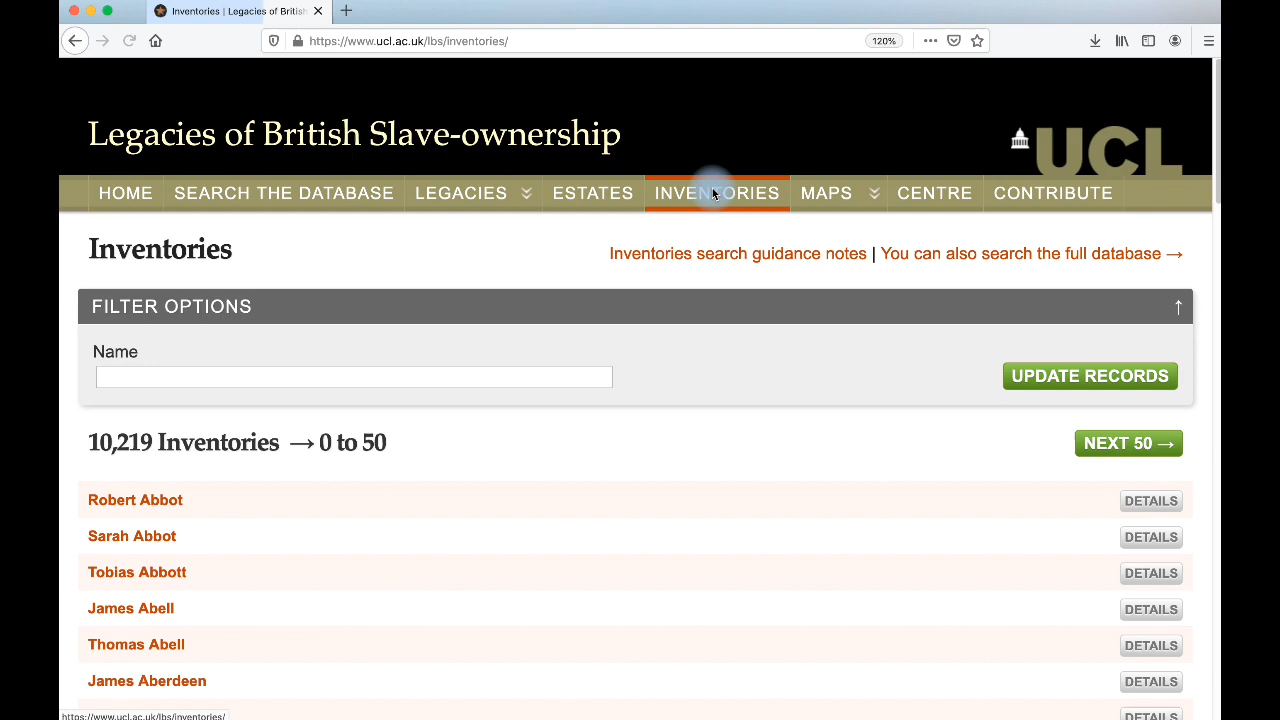 Inventories | Legacies of British
https://www.ucl.ac.uk/lbs/inventories/
120%
Legacies of British Slave-ownership
UCL
HOME SEARCH THE DATABASE LEGACIES ESTATES INVENTORIES MAPS CENTRE CONTRIBUTE
Inventories
Inventories search guidance notes | You can also search the full database →
FILTER OPTIONS ↑
Name
UPDATE RECORDS
10,219 Inventories → 0 to 50
NEXT 50 →
Robert Abbot DETAILS
Sarah Abbot DETAILS
Tobias Abbott DETAILS
James Abell DETAILS
Thomas Abell DETAILS
James Aberdeen DETAILS
DETAILS
https://www.ucl.ac.uk/lbs/inventories/